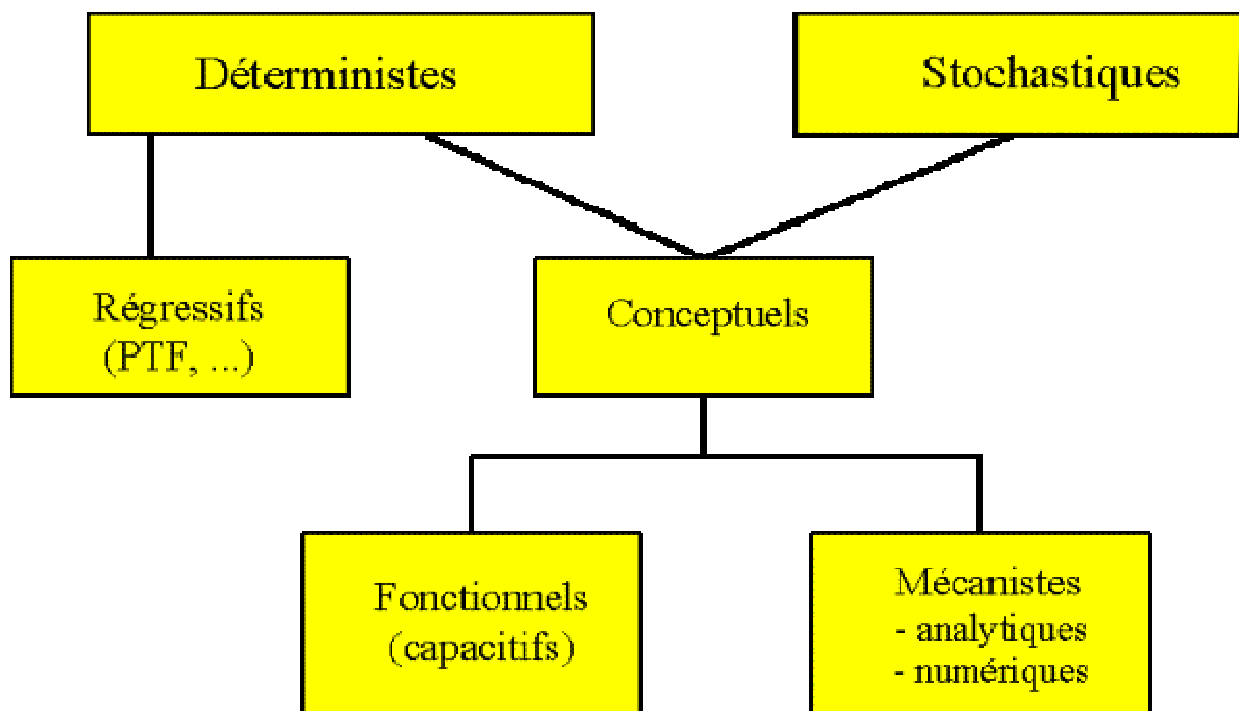 Déterministes
Stochastiques
Régressifs
(PTF, ...)
Conceptuels
Fonctionnels
(capacitifs)
Mécanistes
- analytiques
- numériques